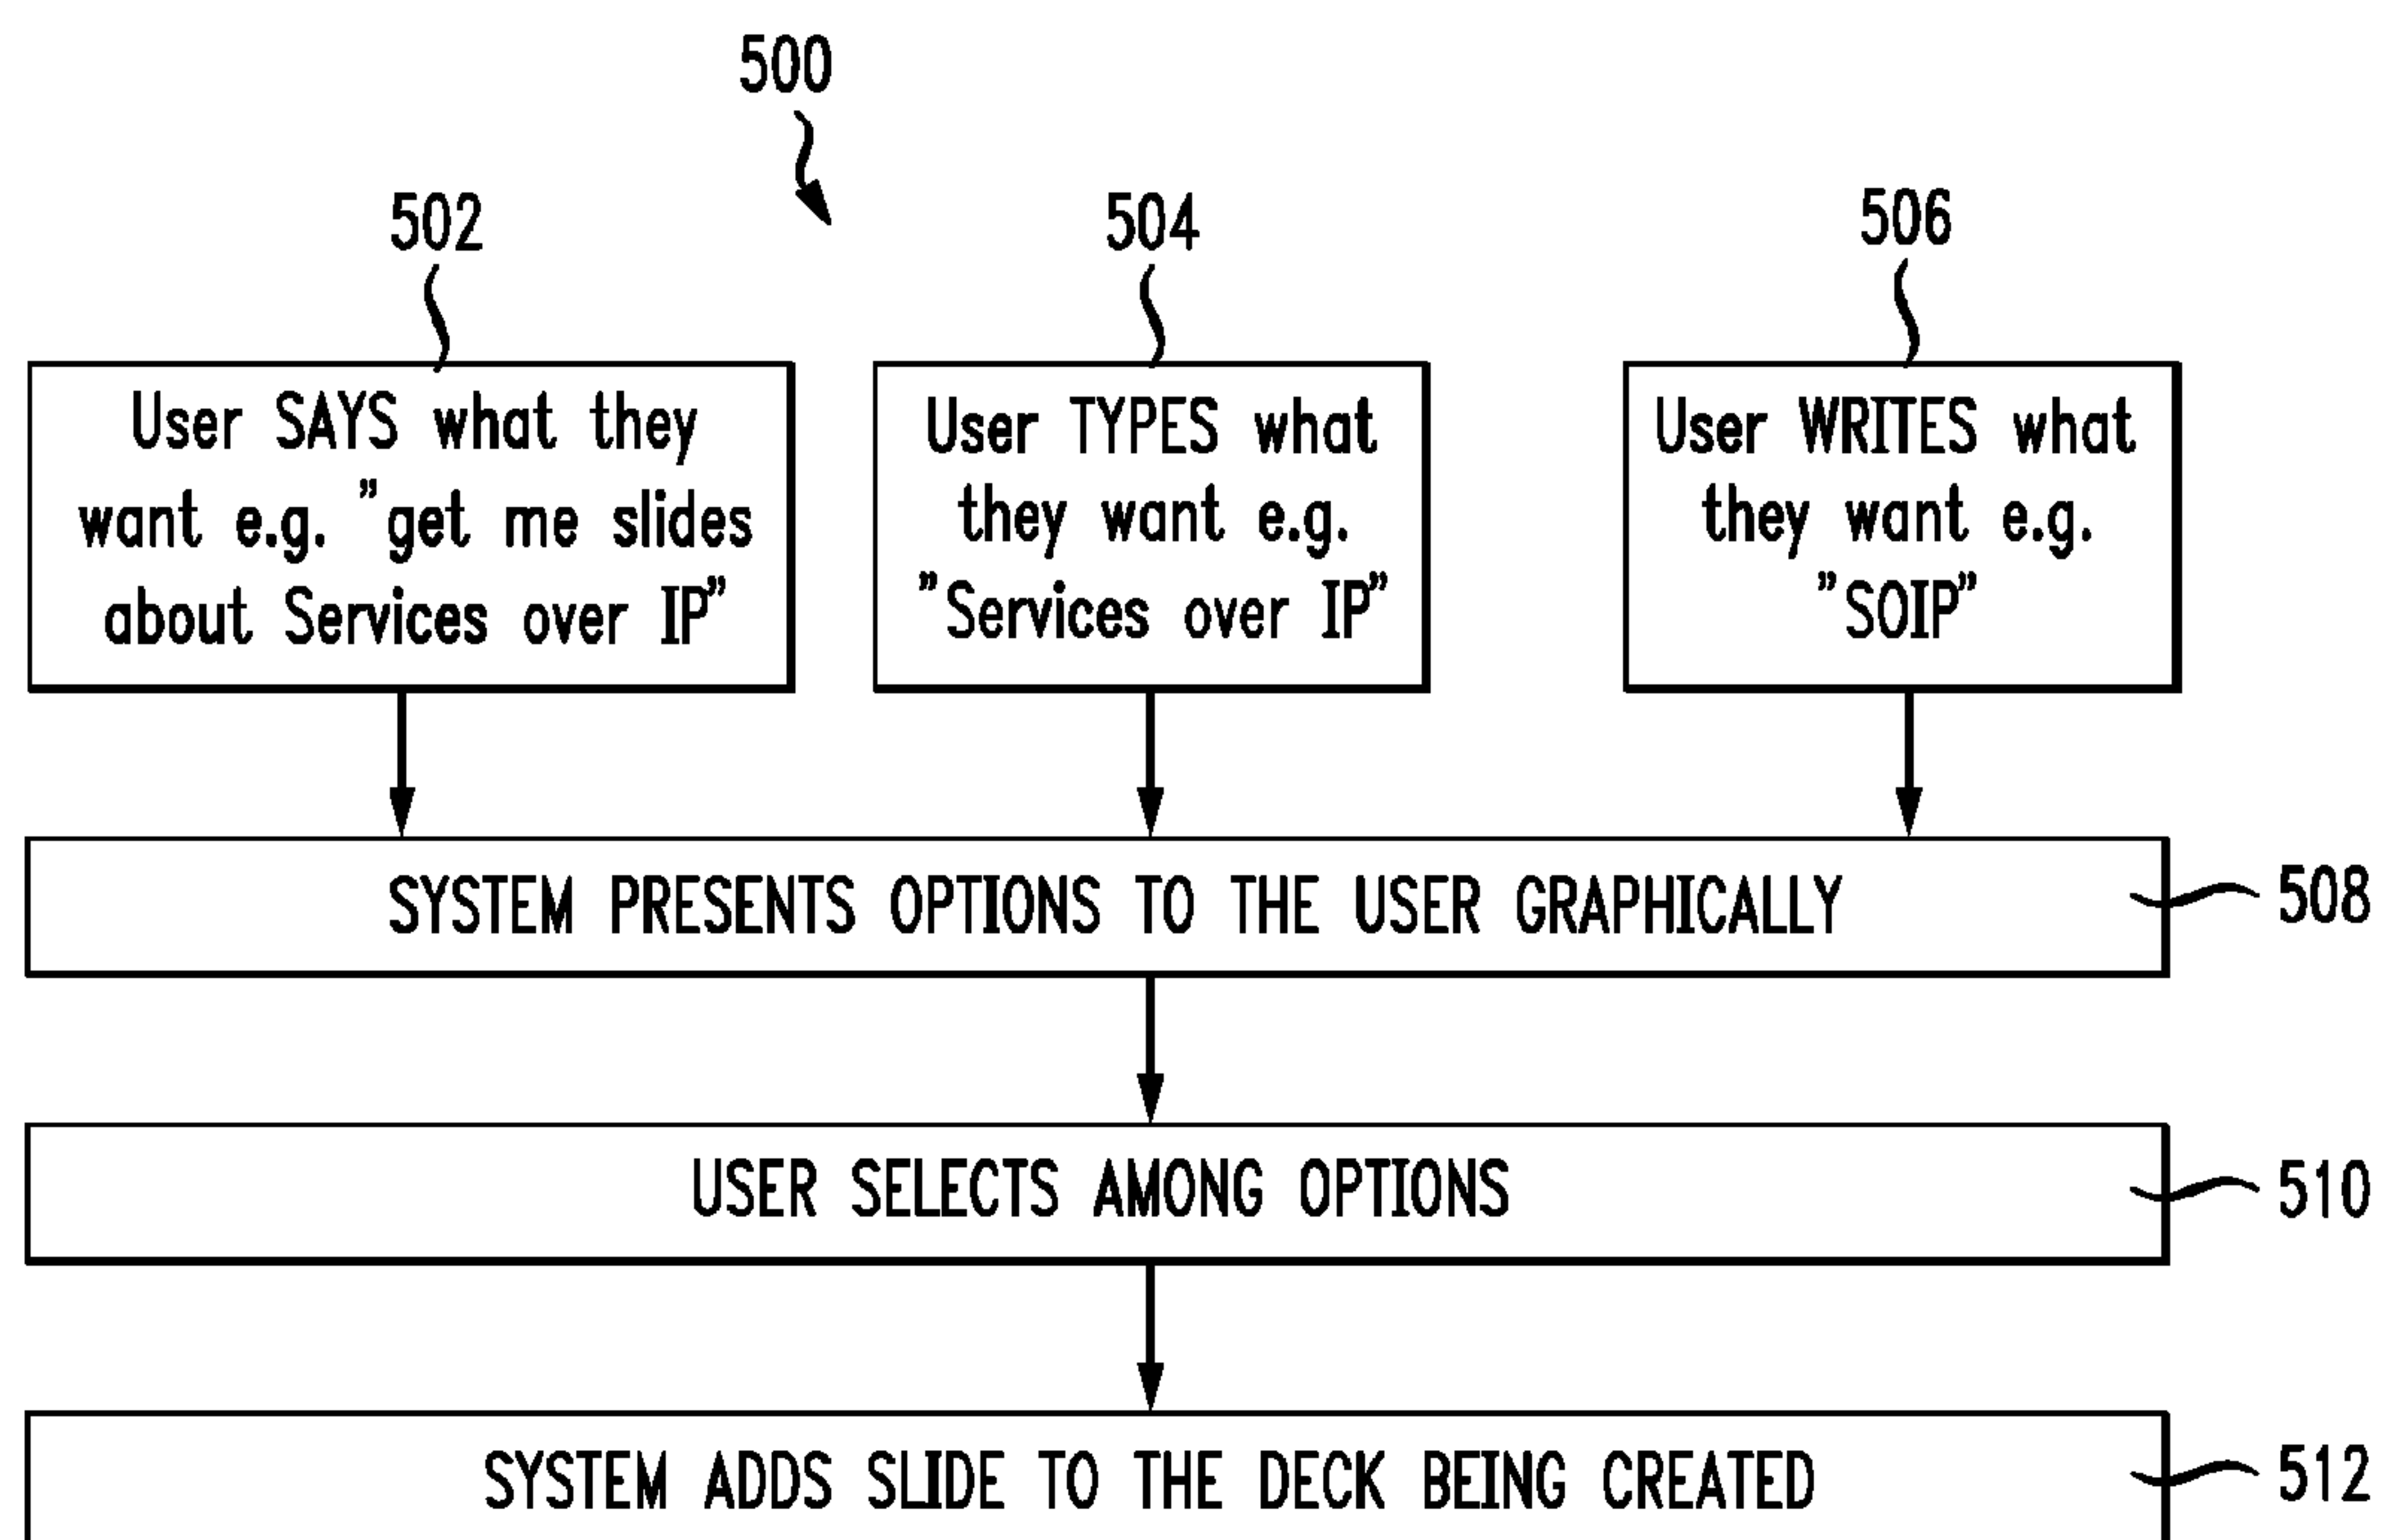 500
502
504
506
User SAYS what they
want e.g. "get me slides
about Services over IP"
User TYPES what
they want e.g.
"Services over IP"
User WRITES what
they want e.g.
"SOIP"
SYSTEM PRESENTS OPTIONS TO THE USER GRAPHICALLY
508
USER SELECTS AMONG OPTIONS
510
SYSTEM ADDS SLIDE TO THE DECK BEING CREATED
512